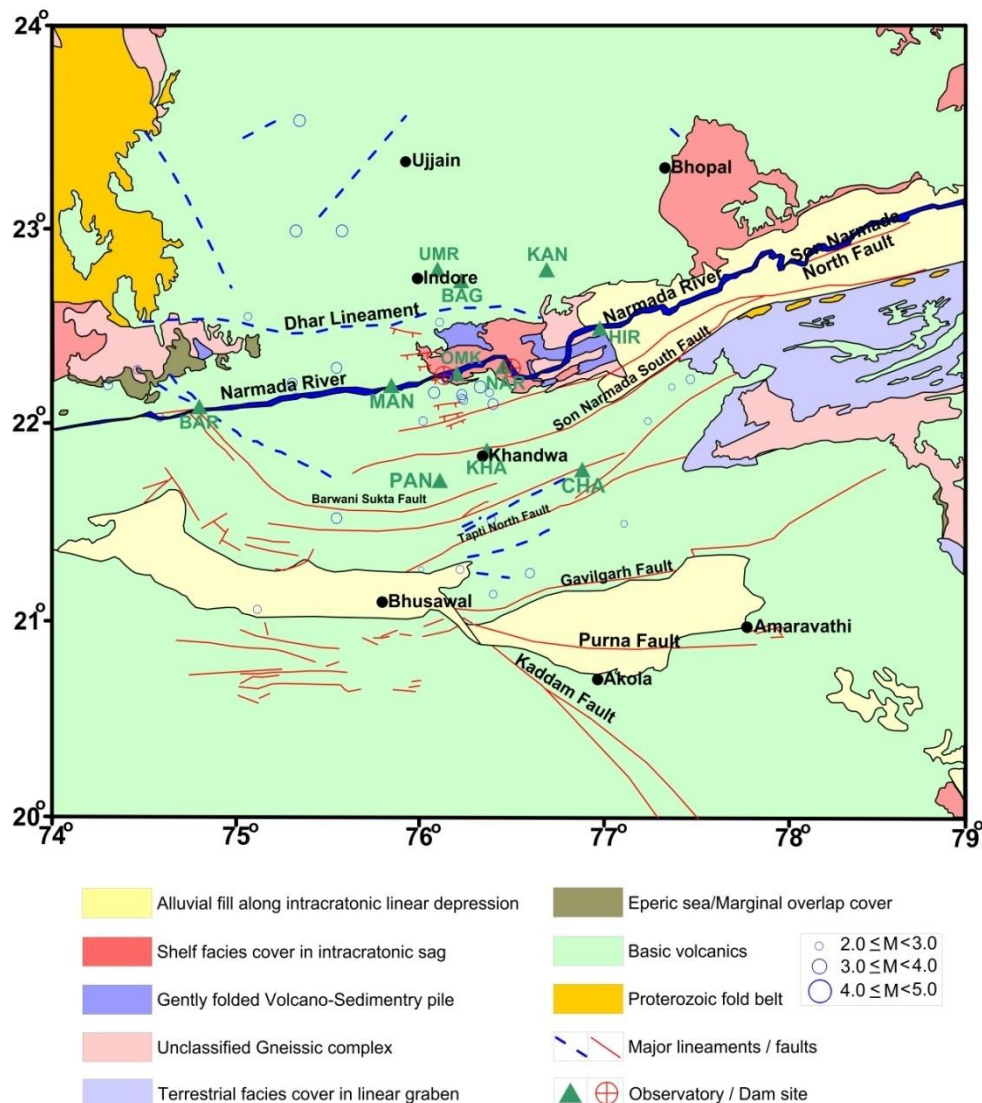 24°
Ujjain
Bhopal
23°
UMR
KAN
Indore
BAG
Son Narmada
North Fault
Dhar Lineament
Narmada River
HIR
OMK
NAR
Narmada River
MAN
Son Narmada South Fault
22°
BAR
Khandwa
KHA
PAN
CHA
Barwani Sukta Fault
Tapti North Fault
Gavilgarh Fault
Bhusawal
21°
Amaravathi
Purna Fault
Kaddam Fault
Akola
20°
74°
75°
76°
77°
78°
79°
Alluvial fill along intracratonic linear depression
Shelf facies cover in intracratonic sag
Gently folded Volcano-Sedimentry pile
Unclassified Gneissic complex
Terrestrial facies cover in linear graben
Eperic sea/Marginal overlap cover
Basic volcanics
Proterozoic fold belt
Major lineaments / faults
Observatory / Dam site
2.0 ≤ M < 3.0
3.0 ≤ M < 4.0
4.0 ≤ M < 5.0